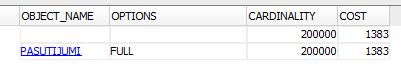 OBJECT_NAME OPTIONS CARDINALITY COST
200000 1383
PASUTIJUMI FULL 200000 1383